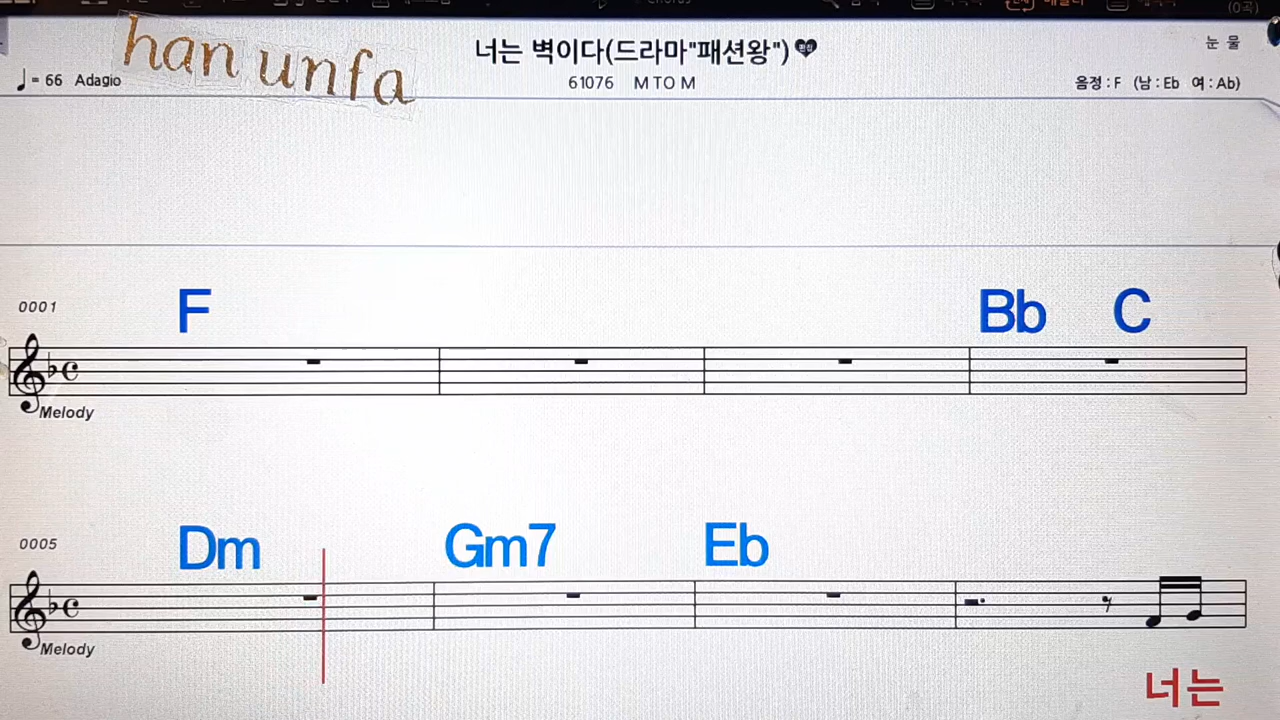 han unfa
너는 벽이다(드라마"패션왕")
눈 물
= 66 Adagio
61076 M TO M
음정 : F (남 : Eb 여 : Ab)
0001
F Bb C
Melody
0005
Dm Gm7 Eb
Melody
너는